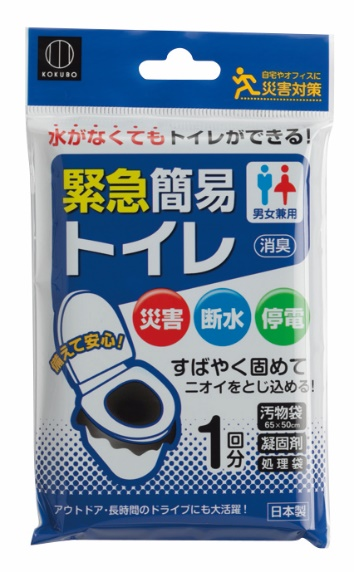 KOKUBO
自宅やオフィスに
災害対策
水がなくてもトイレができる!
緊急簡易
トイレ
男女兼用
消臭
災害
断水
停電
備えて安心!
すばやく固めて
ニオイをとじ込める!
1回分
汚物袋
65×50cm
凝固剤
処理袋
アウトドア・長時間のドライブにも大活躍!
日本製